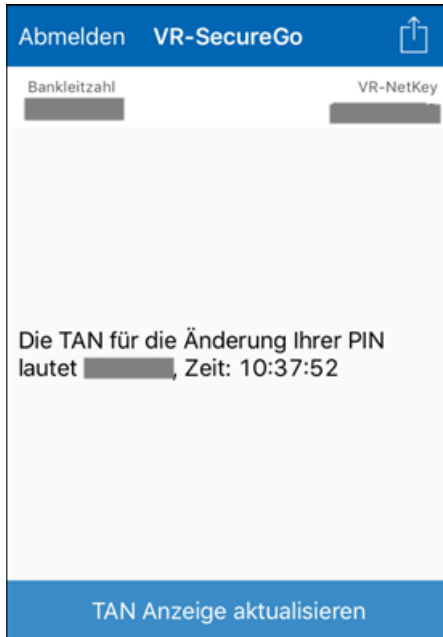 Abmelden VR-SecureGo
Bankleitzahl VR-NetKey
Die TAN für die Änderung Ihrer PIN
lautet , Zeit: 10:37:52
TAN Anzeige aktualisieren